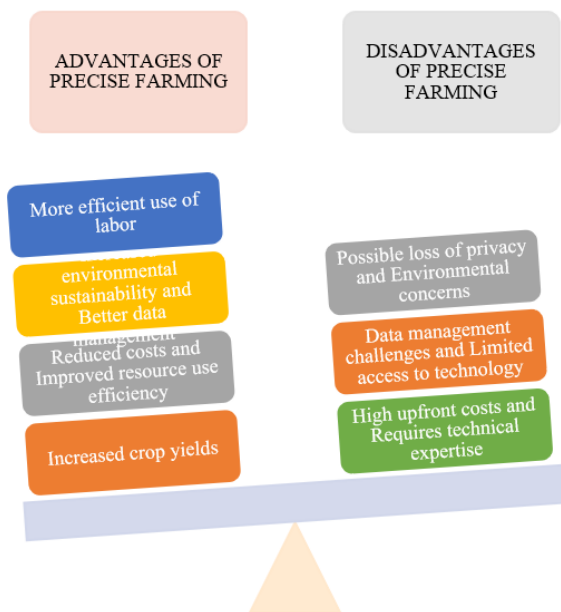 ADVANTAGES OF
PRECISE FARMING
DISADVANTAGES
OF PRECISE
FARMING
More efficient use of
labor
environmental
sustainability and
Better data
management
Reduced costs and
Improved resource use
efficiency
Increased crop yields
Possible loss of privacy
and Environmental
concerns
Data management
challenges and Limited
access to technology
High upfront costs and
Requires technical
expertise